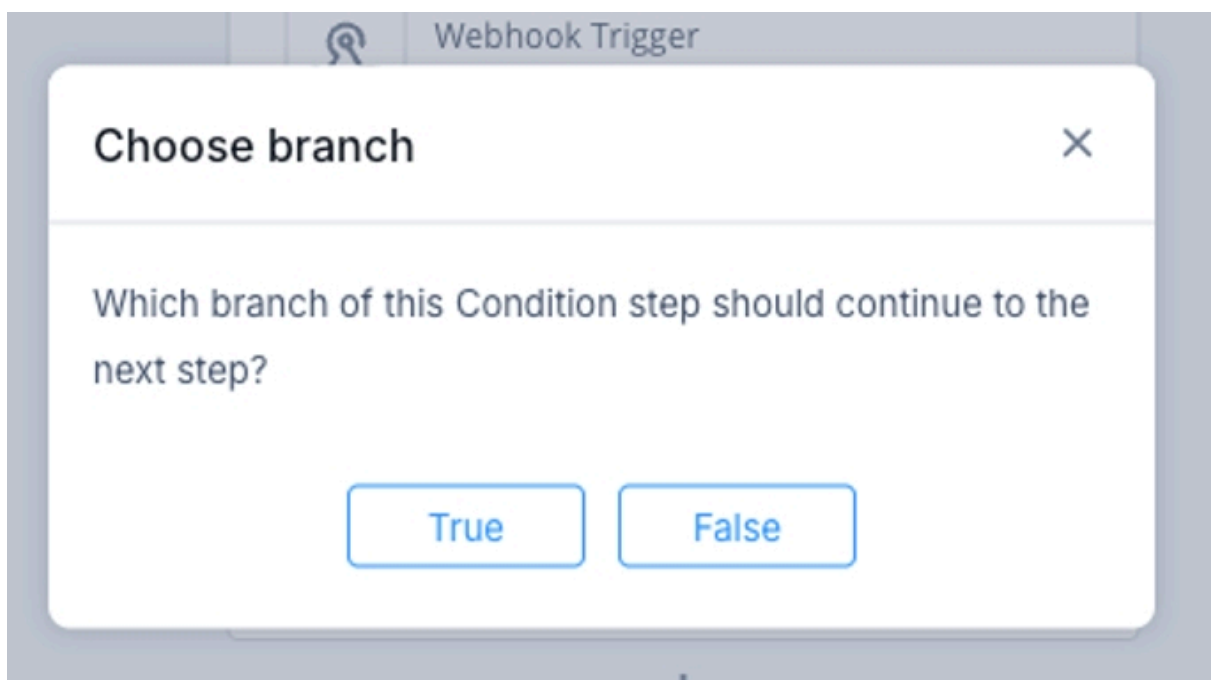 Webhook Trigger
Choose branch
Which branch of this Condition step should continue to the
next step?
True
False